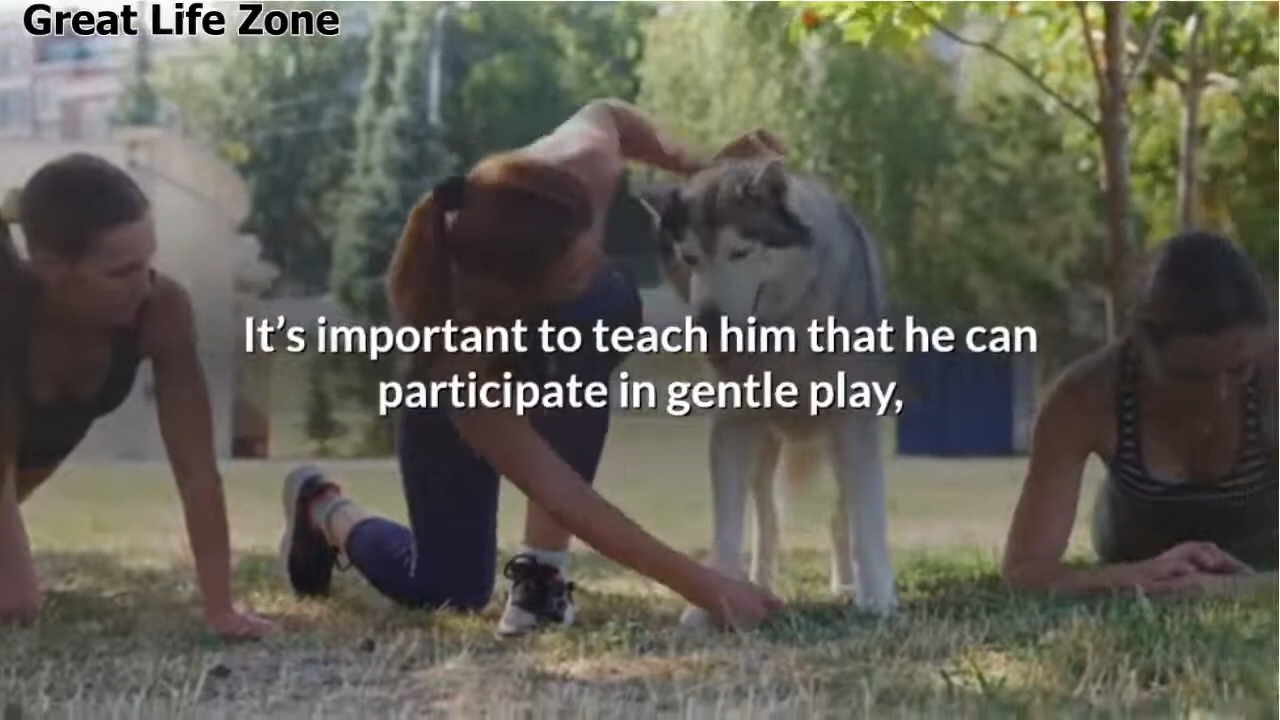 Great Life Zone
It’s important to teach him that he can
participate in gentle play,